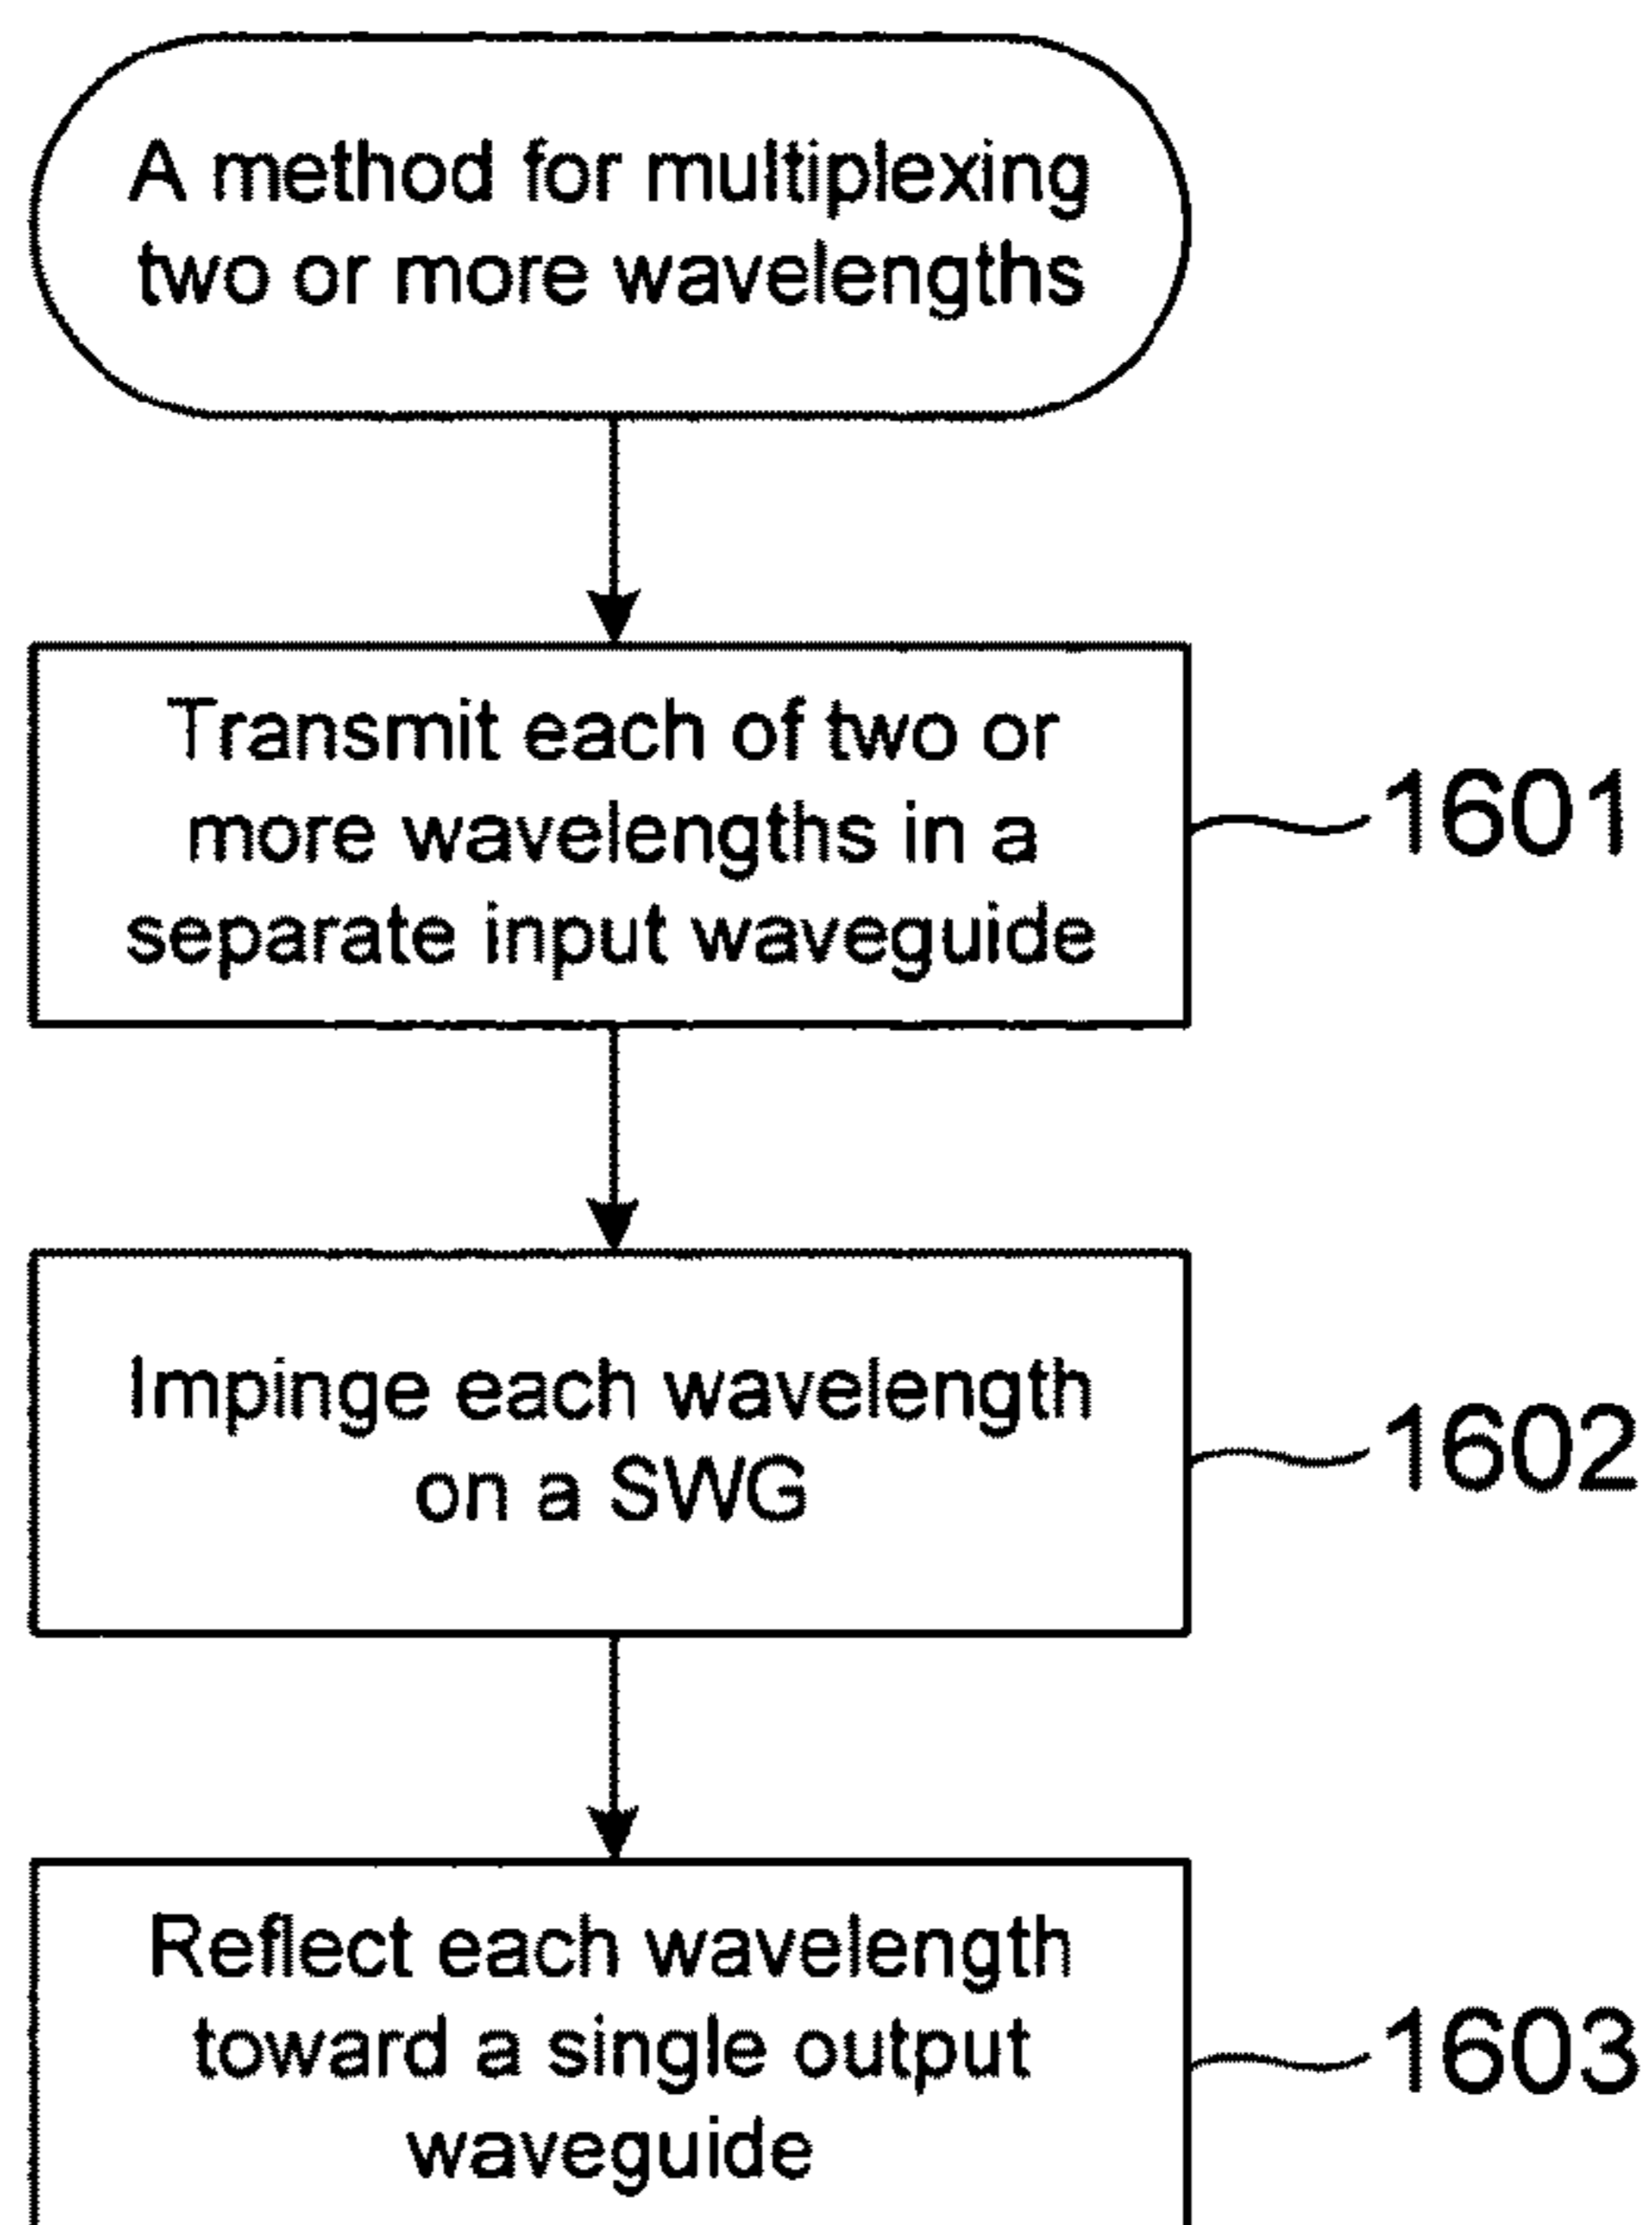 A method for multiplexing
two or more wavelengths
Transmit each of two or
more wavelengths in a
separate input waveguide
1601
Impinge each wavelength
on a SWG
1602
Reflect each wavelength
toward a single output
waveguide
1603